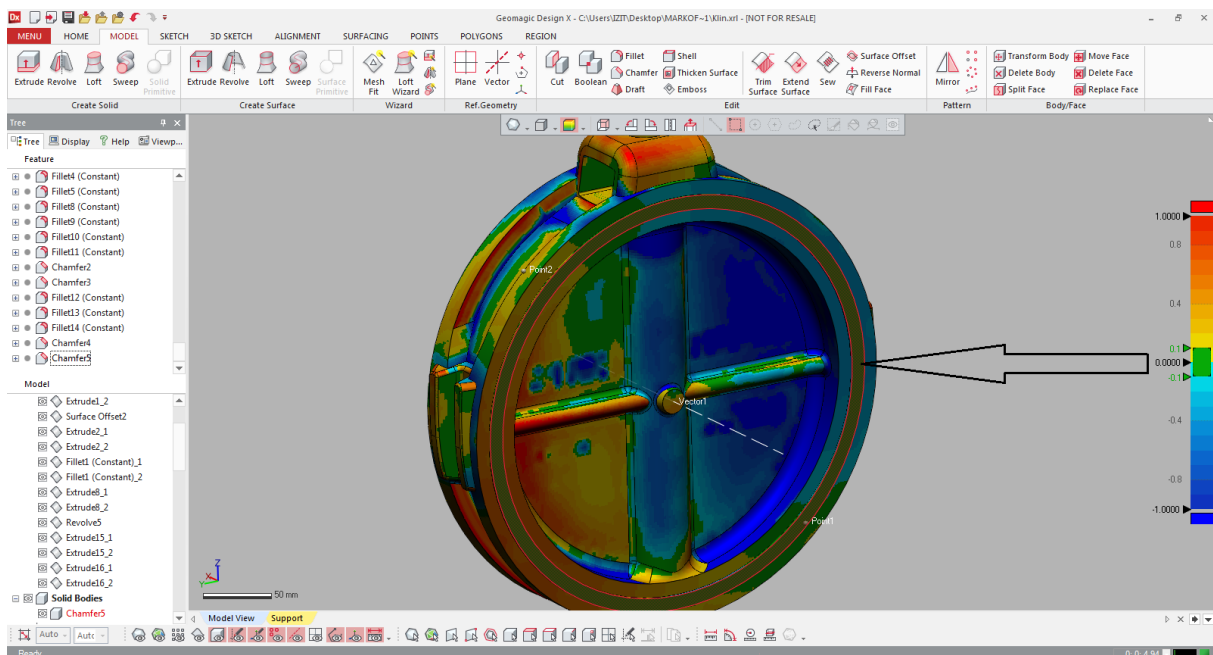 Dx Geomagic Design X - C:\Users\IZIT\Desktop\MARKOF~1\Klin.xrl - [NOT FOR RESALE]
MENU HOME MODEL SKETCH 3D SKETCH ALIGNMENT SURFACING POINTS POLYGONS REGION
Fillet Shell Surface Offset Transform Body Move Face
Chamfer Thicken Surface Reverse Normal Delete Body Delete Face
Draft Emboss Fill Face Split Face Replace Face
Extrude Revolve Loft Sweep Solid Primitive Extrude Revolve Loft Sweep Surface Primitive Mesh Fit Loft Wizard Plane Vector Cut Boolean Trim Surface Extend Surface Sew Mirror
Create Solid Create Surface Wizard Ref.Geometry Edit Pattern Body/Face
Tree
Tree Display Help Viewp...
Feature
Fillet4 (Constant)
Fillet5 (Constant)
Fillet8 (Constant)
Fillet9 (Constant)
Fillet10 (Constant)
Fillet11 (Constant)
Chamfer2
Chamfer3
Fillet12 (Constant)
Fillet13 (Constant)
Fillet14 (Constant)
Chamfer4
Chamfer5
Model
Extrude1_2
Surface Offset2
Extrude2_1
Extrude2_2
Fillet1 (Constant)_1
Fillet1 (Constant)_2
Extrude8_1
Extrude8_2
Revolve5
Extrude15_1
Extrude15_2
Extrude16_1
Extrude16_2
Solid Bodies
Chamfer5
Point2
Vector1
Point1
1.0000
0.8
0.4
0.1
0.0000
-0.1
-0.4
-0.8
-1.0000
Z
X
Y
50 mm
Model View Support
Auto Autc
Ready 0: 0: 4.94